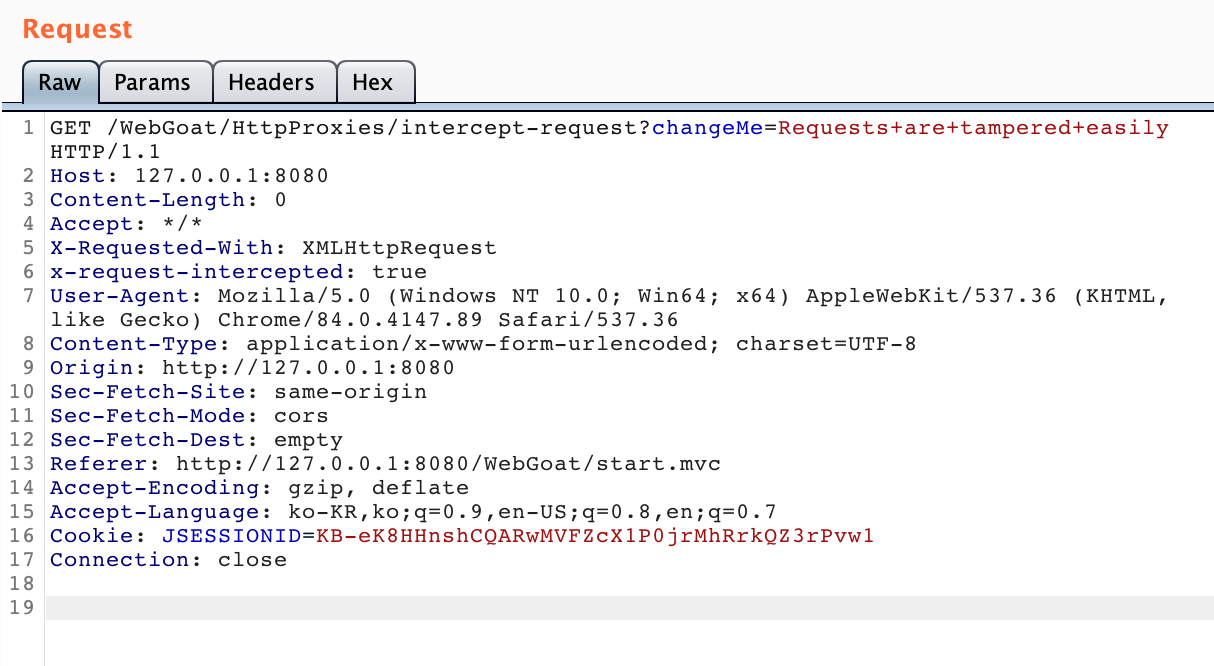 Request
Raw Params Headers Hex
1 GET /WebGoat/HttpProxies/intercept-request?changeMe=Requests+are+tampered+easily
HTTP/1.1
2 Host: 127.0.0.1:8080
3 Content-Length: 0
4 Accept: */*
5 X-Requested-With: XMLHttpRequest
6 x-request-intercepted: true
7 User-Agent: Mozilla/5.0 (Windows NT 10.0; Win64; x64) AppleWebKit/537.36 (KHTML,
like Gecko) Chrome/84.0.4147.89 Safari/537.36
8 Content-Type: application/x-www-form-urlencoded; charset=UTF-8
9 Origin: http://127.0.0.1:8080
10 Sec-Fetch-Site: same-origin
11 Sec-Fetch-Mode: cors
12 Sec-Fetch-Dest: empty
13 Referer: http://127.0.0.1:8080/WebGoat/start.mvc
14 Accept-Encoding: gzip, deflate
15 Accept-Language: ko-KR,ko;q=0.9,en-US;q=0.8,en;q=0.7
16 Cookie: JSESSIONID=KB-eK8HHnshCQARwMVFZcX1P0jrMhRrkQZ3rPvw1
17 Connection: close
18
19